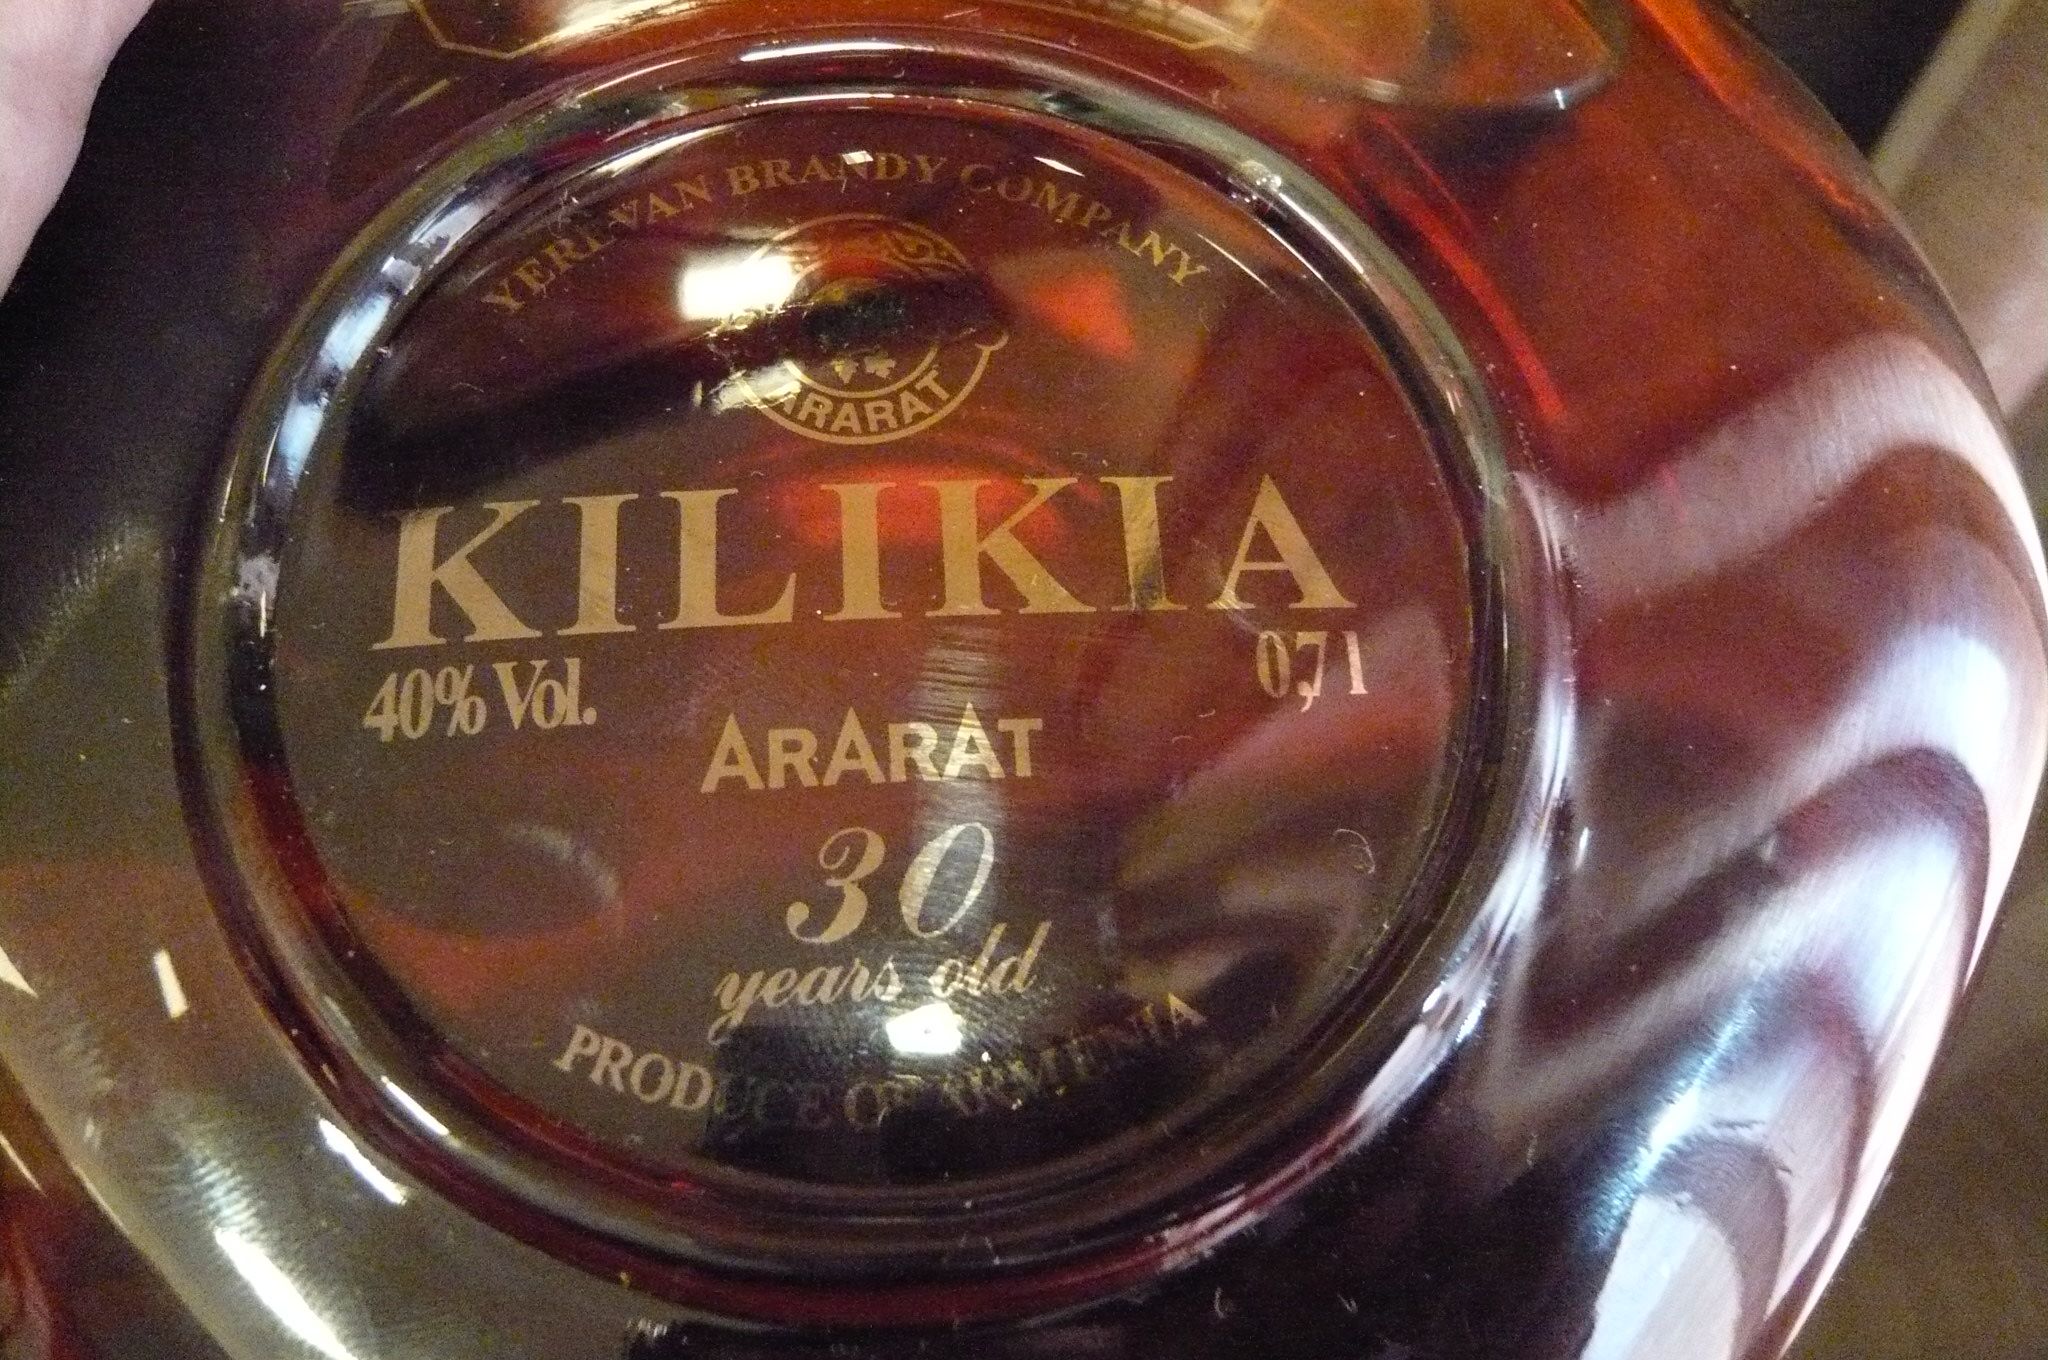 YEREVAN BRANDY COMPANY
ARARAT
KILIKIA
40% Vol.
0,7 l
ARARAT
30
years old
PRODUCE OF ARMENIA